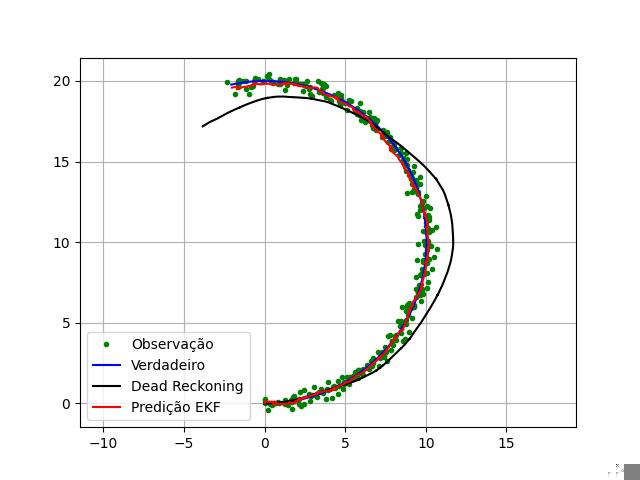 20
15
10
5
0
Observação
Verdadeiro
Dead Reckoning
Predição EKF
−10 −5 0 5 10 15